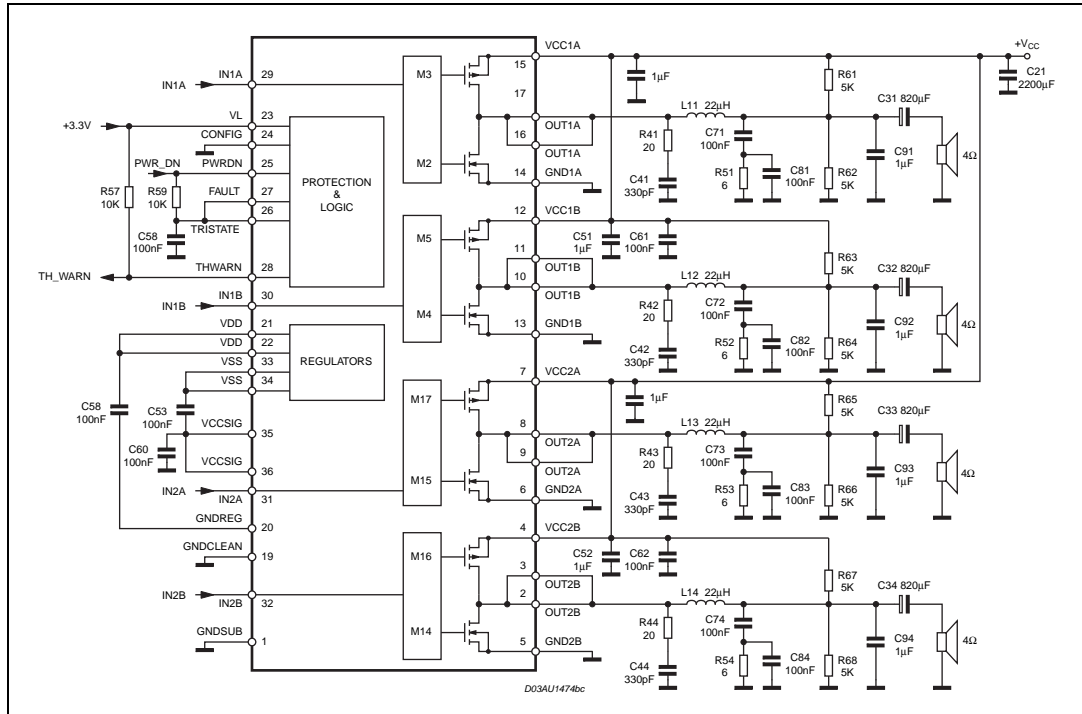 VCC1A
+VCC
IN1A
IN1A
29
M3
15
1µF
R61
5K
C21
2200µF
17
VL
23
+3.3V
CONFIG
24
L11 22µH
C31 820µF
16
OUT1A
OUT1A
PWR_DN
PWRDN
25
M2
R41
20
C71
100nF
C91
1µF
4Ω
14
GND1A
R57
10K
R59
10K
FAULT
27
PROTECTION
&
LOGIC
C41
330pF
R51
6
C81
100nF
R62
5K
26
TRISTATE
12
VCC1B
C58
100nF
M5
C51
1µF
C61
100nF
11
OUT1B
R63
5K
TH_WARN
THWARN
28
10
OUT1B
L12 22µH
C32 820µF
IN1B
IN1B
30
M4
R42
20
C72
100nF
C92
1µF
4Ω
VDD
21
13
GND1B
VDD
22
REGULATORS
C42
330pF
R52
6
C82
100nF
R64
5K
VSS
33
VSS
34
7
VCC2A
C58
100nF
C53
100nF
M17
1µF
R65
5K
VCCSIG
35
8
OUT2A
L13 22µH
C33 820µF
C60
100nF
9
OUT2A
VCCSIG
36
M15
R43
20
C73
100nF
C93
1µF
4Ω
IN2A
IN2A
31
6
GND2A
C43
330pF
R53
6
C83
100nF
R66
5K
GNDREG
20
4
VCC2B
GNDCLEAN
19
M16
C52
1µF
C62
100nF
3
OUT2B
R67
5K
IN2B
IN2B
32
2
OUT2B
L14 22µH
C34 820µF
M14
R44
20
C74
100nF
C94
1µF
4Ω
GNDSUB
1
5
GND2B
C44
330pF
R54
6
C84
100nF
R68
5K
D03AU1474bc